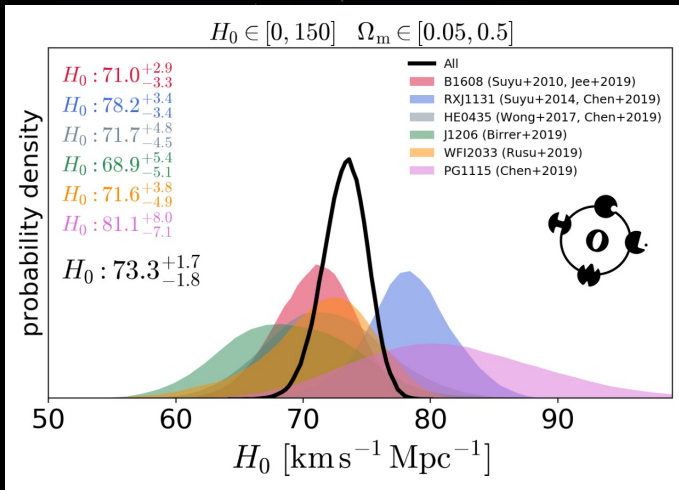 H₀ ∈ [0, 150] Ωₘ ∈ [0.05, 0.5]
H₀ : 71.0 +2.9 −3.3
H₀ : 78.2 +3.4 −3.4
H₀ : 71.7 +4.8 −4.5
H₀ : 68.9 +5.4 −5.1
H₀ : 71.6 +3.8 −4.9
H₀ : 81.1 +8.0 −7.1
H₀ : 73.3 +1.7 −1.8
All
B1608 (Suyu+2010, Jee+2019)
RXJ1131 (Suyu+2014, Chen+2019)
HE0435 (Wong+2017, Chen+2019)
J1206 (Birrer+2019)
WFI2033 (Rusu+2019)
PG1115 (Chen+2019)
probability density
50 60 70 80 90
H₀ [km s⁻¹ Mpc⁻¹]